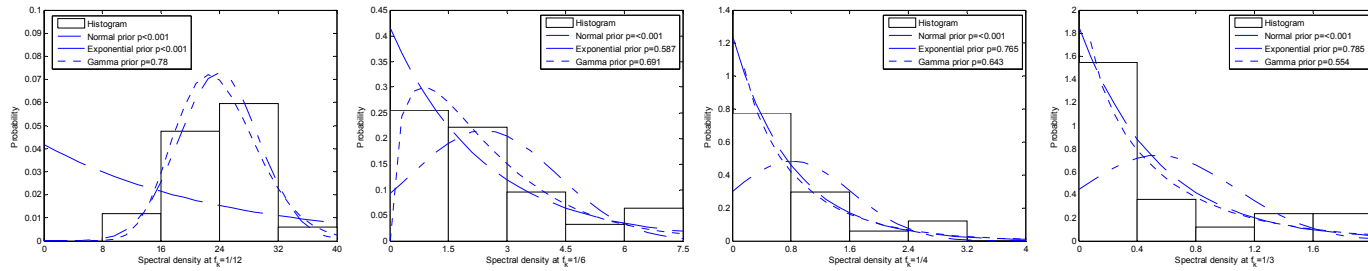 0.1
0.09
0.08
0.07
0.06
0.05
0.04
0.03
0.02
0.01
0
Probability
Histogram
Normal prior p<0.001
Exponential prior p<0.001
Gamma prior p=0.78
0 8 16 24 32 40
Spectral density at fk=1/12
0.45
0.4
0.35
0.3
0.25
0.2
0.15
0.1
0.05
0
Probability
Histogram
Normal prior p=<0.001
Exponential prior p=0.587
Gamma prior p=0.691
0 1.5 3 4.5 6 7.5
Spectral density at fk=1/6
1.4
1.2
1
0.8
0.6
0.4
0.2
0
Probability
Histogram
Normal prior p=<0.001
Exponential prior p=0.765
Gamma prior p=0.643
0 0.8 1.6 2.4 3.2 4
Spectral density at fk=1/4
2
1.8
1.6
1.4
1.2
1
0.8
0.6
0.4
0.2
0
Probability
Histogram
Normal prior p=<0.001
Exponential prior p=0.785
Gamma prior p=0.554
0 0.4 0.8 1.2 1.6
Spectral density at fk=1/3